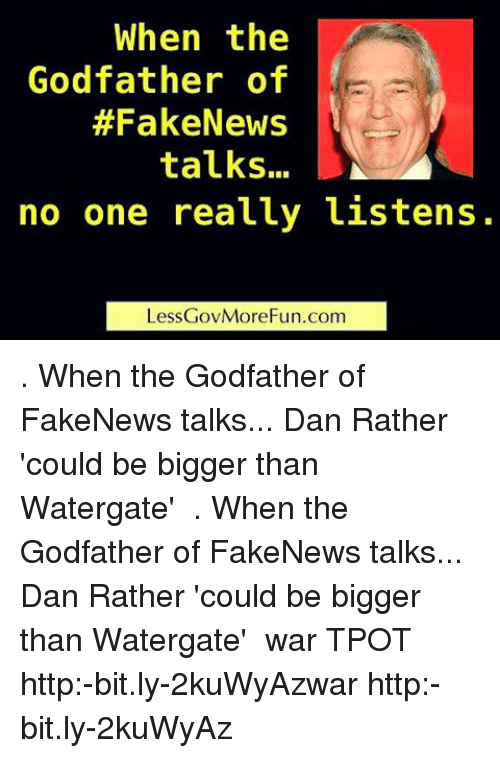 When the
Godfather of
#FakeNews
talks...
no one really listens.
LessGovMoreFun.com
. When the Godfather of
FakeNews talks... Dan Rather
'could be bigger than
Watergate'  . When the
Godfather of FakeNews talks...
Dan Rather 'could be bigger
than Watergate'  war TPOT
http:-bit.ly-2kuWyAzwar http:-
bit.ly-2kuWyAz